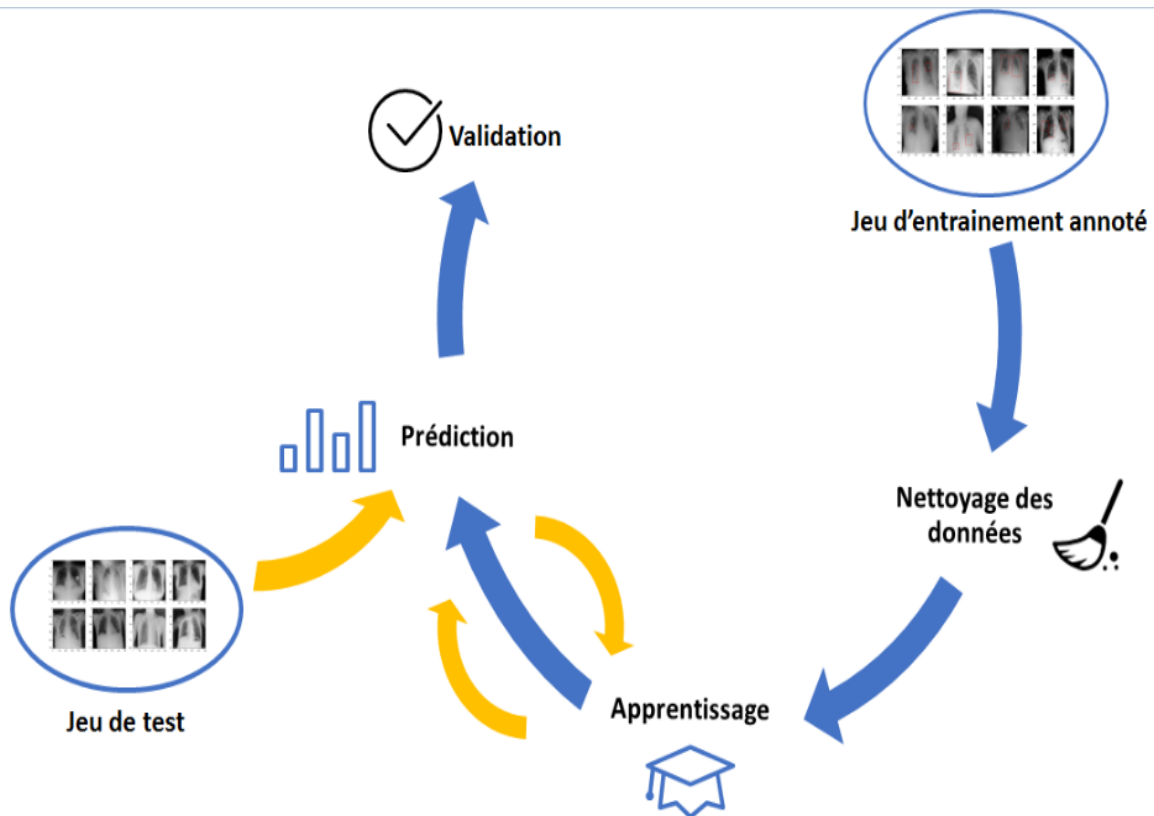 Validation
Jeu d’entrainement annoté
Prédiction
Nettoyage des
données
Apprentissage
Jeu de test